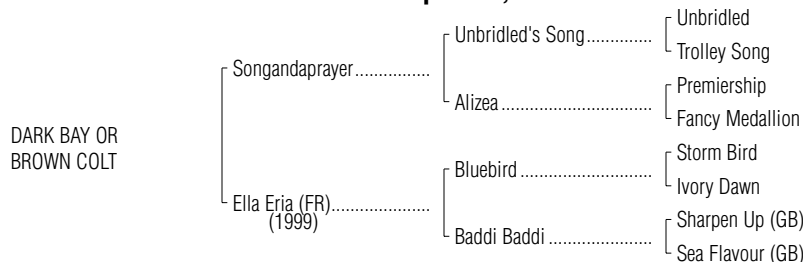 Unbridled
Unbridled's Song
Trolley Song
Songandaprayer
Premiership
Alizea
Fancy Medallion
DARK BAY OR
BROWN COLT
Storm Bird
Bluebird
Ivory Dawn
Ella Eria (FR)
(1999)
Sharpen Up (GB)
Baddi Baddi
Sea Flavour (GB)